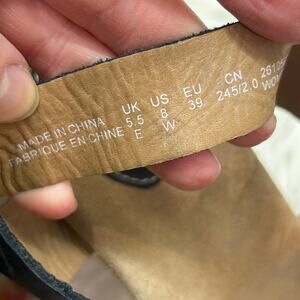 UK US EU CN
MADE IN CHINA 5.5 8 39 245/2.0
FABRIQUE EN CHINE E W